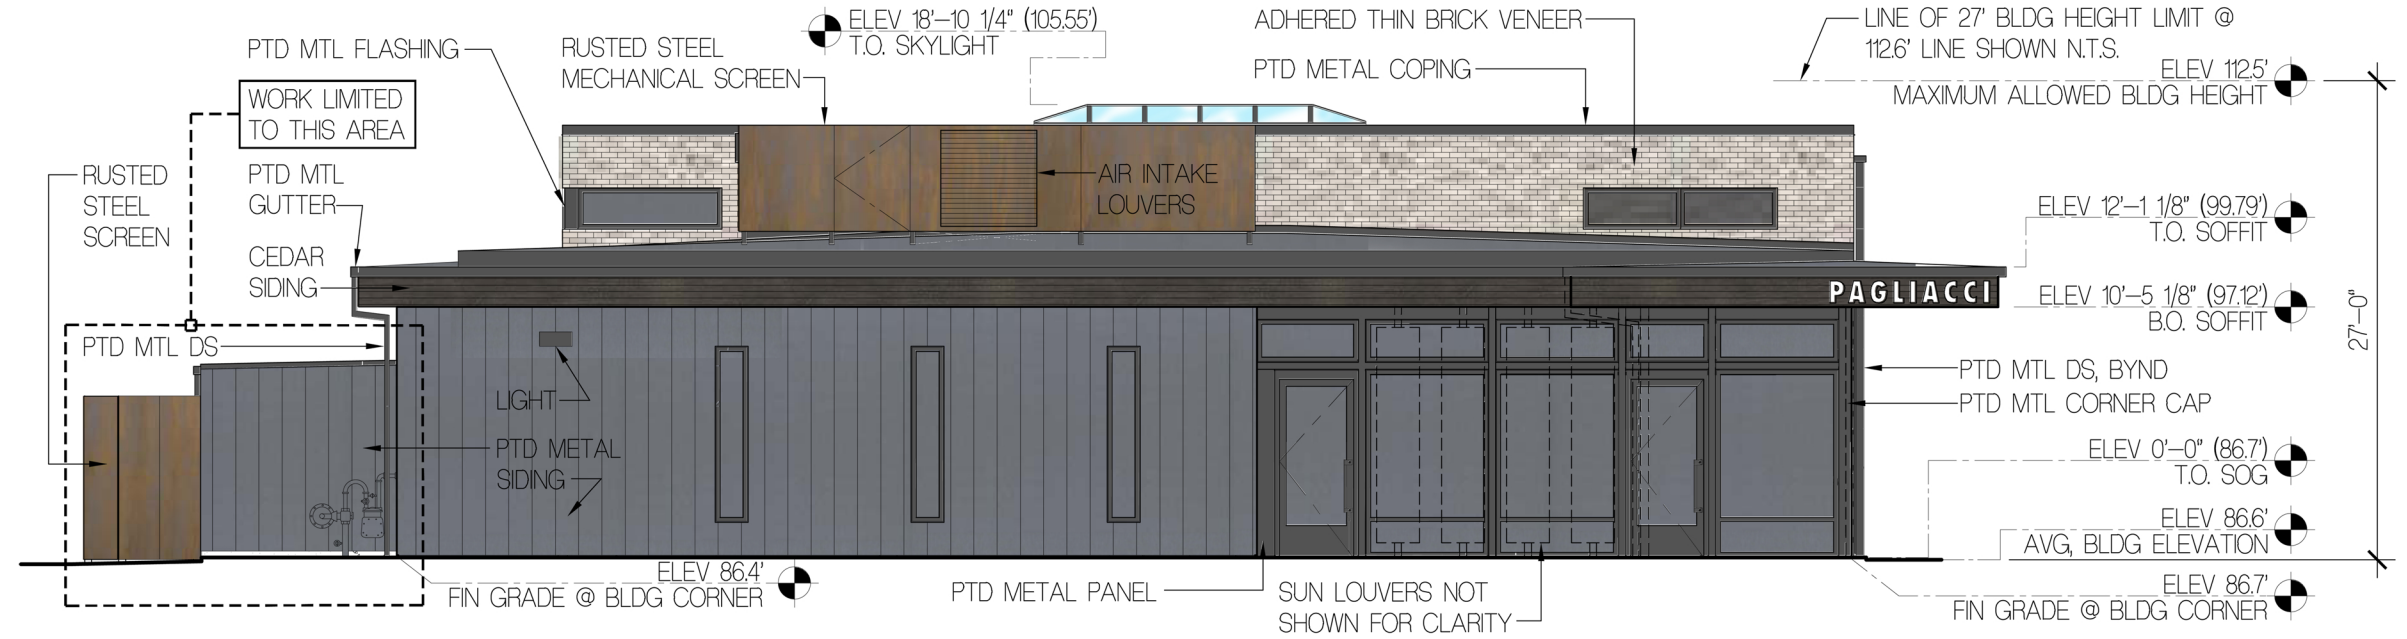 ELEV 18'-10 1/4" (105.55')
T.O. SKYLIGHT
ADHERED THIN BRICK VENEER
LINE OF 27' BLDG HEIGHT LIMIT @
112.6' LINE SHOWN N.T.S.
PTD MTL FLASHING
RUSTED STEEL
MECHANICAL SCREEN
PTD METAL COPING
ELEV 112.5'
MAXIMUM ALLOWED BLDG HEIGHT
WORK LIMITED
TO THIS AREA
RUSTED
STEEL
SCREEN
PTD MTL
GUTTER
AIR INTAKE
LOUVERS
ELEV 12'-1 1/8" (99.79')
T.O. SOFFIT
CEDAR
SIDING
PAGLIACCI
ELEV 10'-5 1/8" (97.12')
B.O. SOFFIT
27'-0"
PTD MTL DS
LIGHT
PTD MTL DS, BYND
PTD MTL CORNER CAP
PTD METAL
SIDING
ELEV 0'-0" (86.7')
T.O. SOG
ELEV 86.6'
AVG, BLDG ELEVATION
ELEV 86.4'
FIN GRADE @ BLDG CORNER
PTD METAL PANEL
SUN LOUVERS NOT
SHOWN FOR CLARITY
ELEV 86.7'
FIN GRADE @ BLDG CORNER